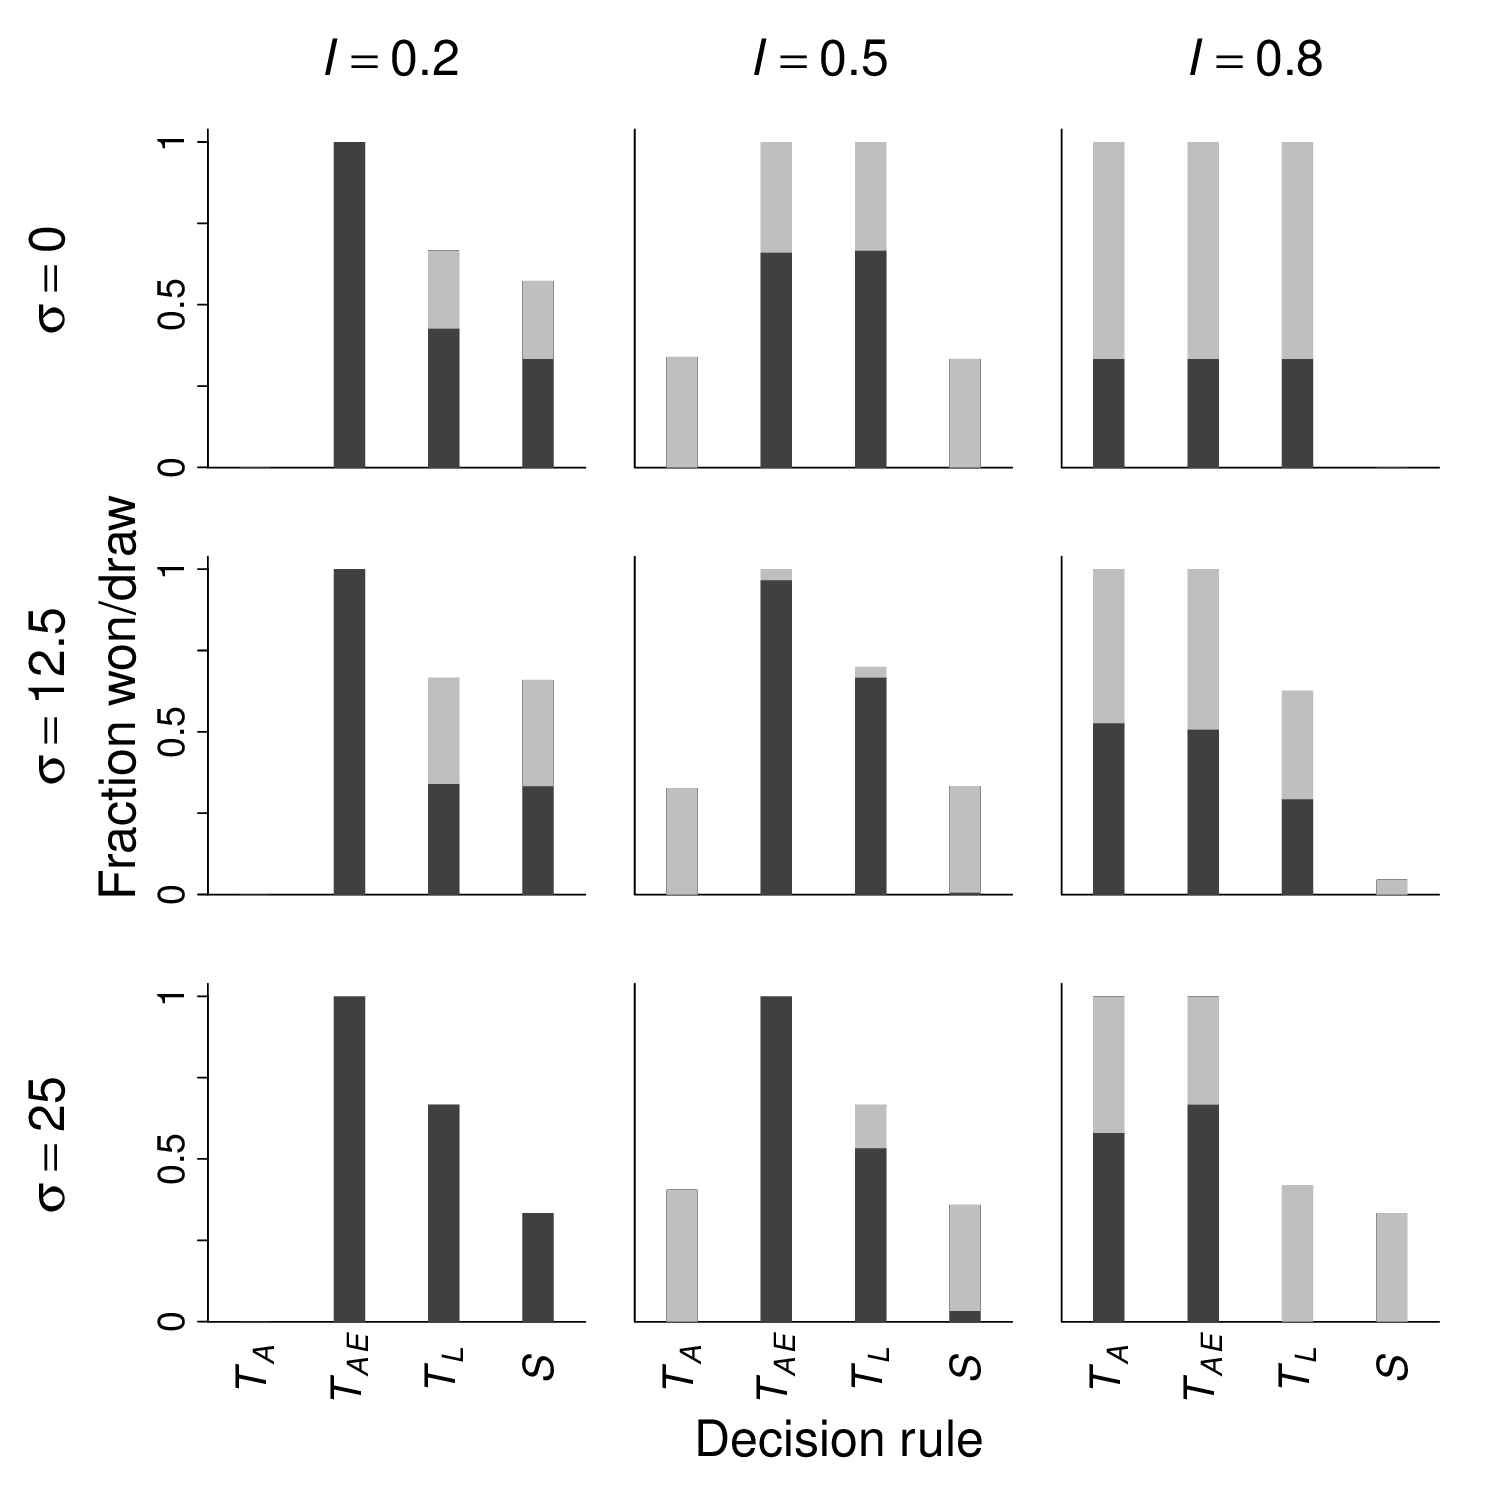 I = 0.2
I = 0.5
I = 0.8
σ = 0
1
0.5
0
σ = 12.5
Fraction won/draw
1
0.5
0
σ = 25
1
0.5
0
T_A T_AE T_L S
T_A T_AE T_L S
T_A T_AE T_L S
Decision rule